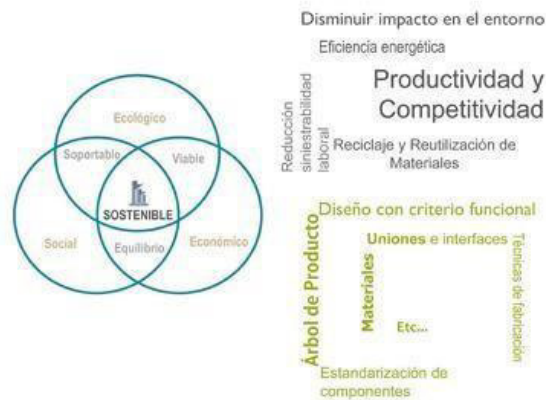 Disminuir impacto en el entorno
Eficiencia energética
Productividad y
Competitividad
Reducción
siniestrabilidad
laboral
Reciclaje y Reutilización de
Materiales
Ecológico
Soportable
Viable
SOSTENIBLE
Social
Equilibrio
Económico
Diseño con criterio funcional
Árbol de Producto
Uniones e interfaces
Materiales
Técnicas de fabricación
Etc...
Estandarización de
componentes